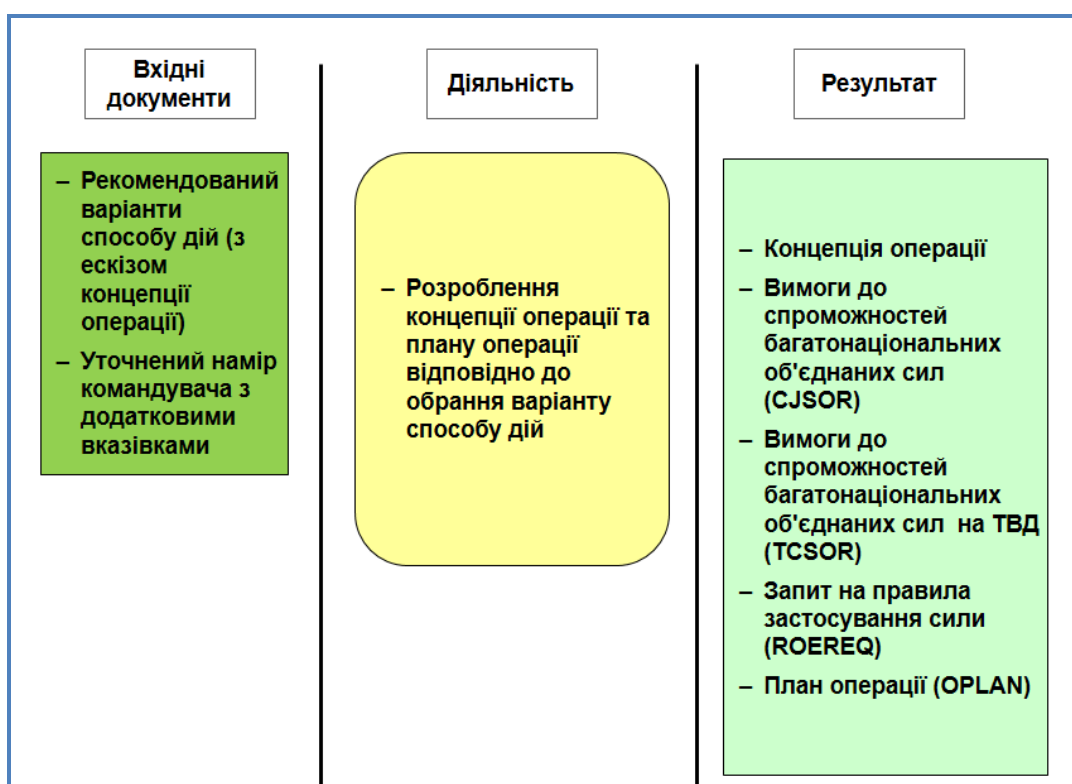 Вхідні
документи
– Рекомендований
варіанти
способу дій (з
ескізом
концепції
операції)
– Уточнений намір
командувача з
додатковими
вказівками
Діяльність
– Розроблення
концепції операції та
плану операції
відповідно до
обрання варіанту
способу дій
Результат
– Концепція операції
– Вимоги до
спроможностей
багатонаціональних
об'єднаних сил
(CJSOR)
– Вимоги до
спроможностей
багатонаціональних
об'єднаних сил на ТВД
(TCSOR)
– Запит на правила
застосування сили
(ROEREQ)
– План операції (OPLAN)